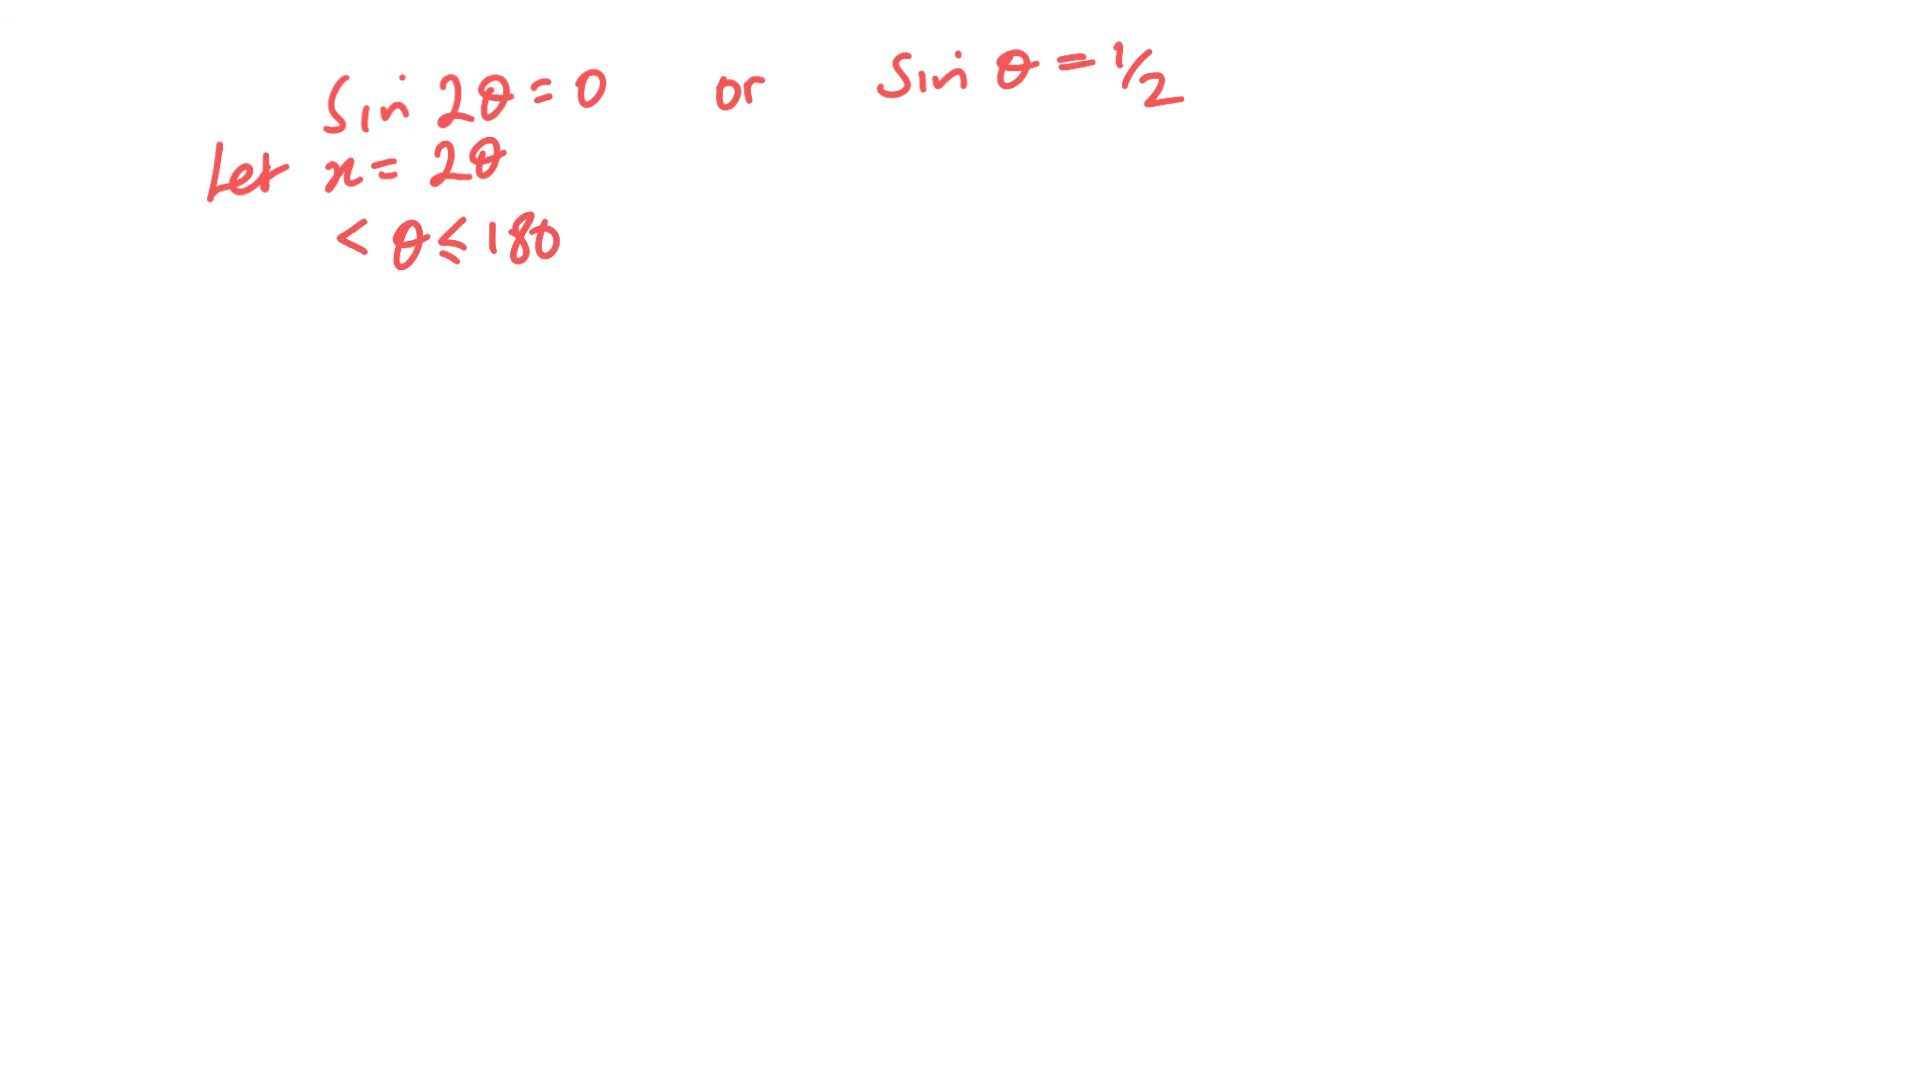 Sin 2θ = 0 or Sin θ = 1/2
Let x = 2θ
< θ ≤ 180